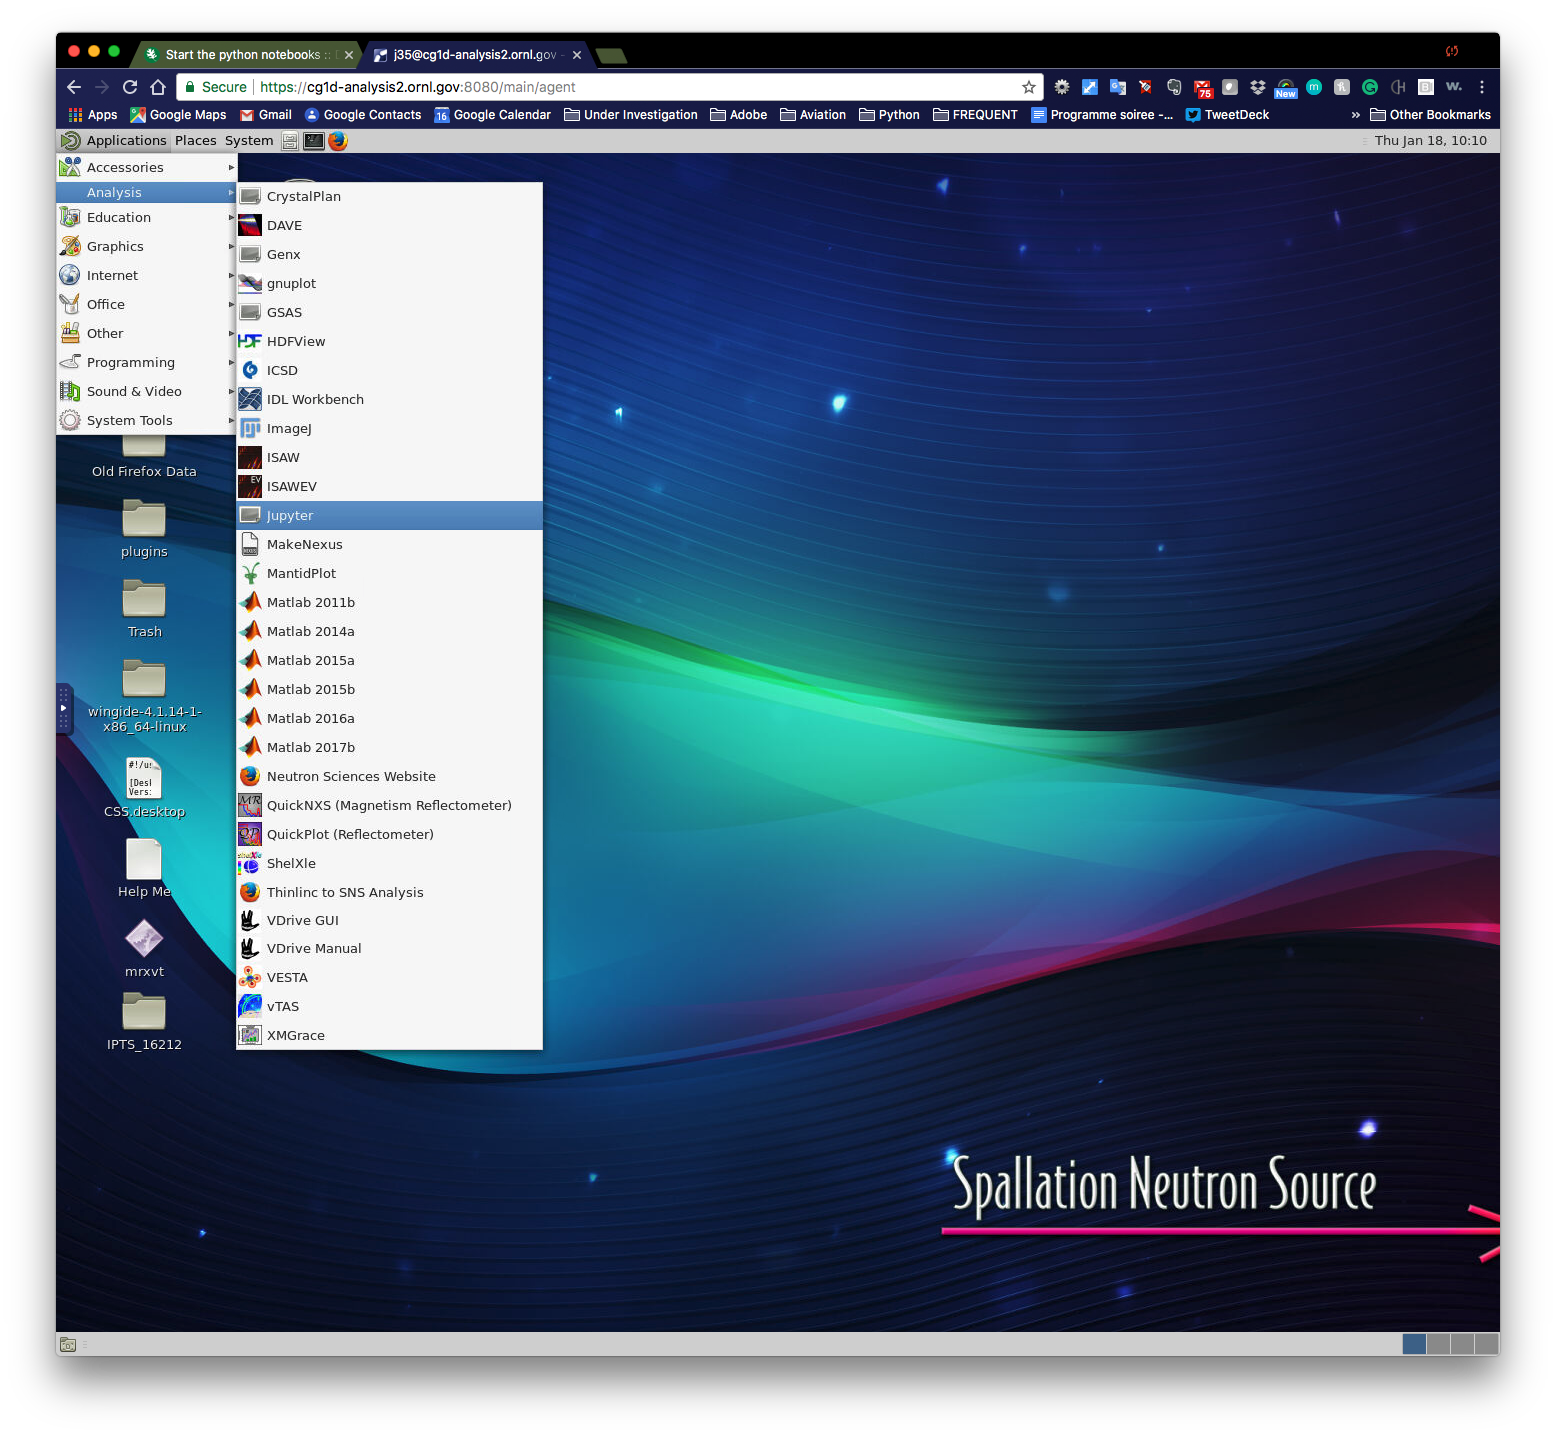 Start the python notebooks ::
j35@cg1d-analysis2.ornl.gov -
Secure https://cg1d-analysis2.ornl.gov:8080/main/agent
75
New
Apps Google Maps Gmail Google Contacts 16 Google Calendar Under Investigation Adobe Aviation Python FREQUENT Programme soiree -... TweetDeck » Other Bookmarks
Applications Places System Thu Jan 18, 10:10
Accessories
Analysis
Education
Graphics
Internet
Office
Other
Programming
Sound & Video
System Tools
CrystalPlan
DAVE
Genx
gnuplot
GSAS
HDFView
ICSD
IDL Workbench
ImageJ
ISAW
ISAWEV
Jupyter
MakeNexus
MantidPlot
Matlab 2011b
Matlab 2014a
Matlab 2015a
Matlab 2015b
Matlab 2016a
Matlab 2017b
Neutron Sciences Website
QuickNXS (Magnetism Reflectometer)
QuickPlot (Reflectometer)
ShelXle
Thinlinc to SNS Analysis
VDrive GUI
VDrive Manual
VESTA
vTAS
XMGrace
Old Firefox Data
plugins
Trash
wingide-4.1.14-1-
x86_64-linux
#!/us
[Desl
Vers:
CSS.desktop
Help Me
mrxvt
IPTS_16212
Spallation Neutron Source